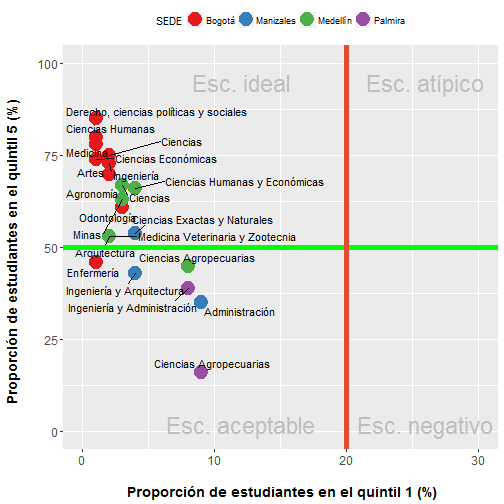 SEDE Bogotá Manizales Medellín Palmira
Proporción de estudiantes en el quintil 5 (%)
100
75
50
25
0
Esc. ideal
Esc. atípico
Derecho, ciencias políticas y sociales
Ciencias Humanas
Ciencias
Medicina
Ciencias Económicas
Artes
Ingeniería
Ciencias Humanas y Económicas
Agronomía
Ciencias
Odontología
Ciencias Exactas y Naturales
Minas
Medicina Veterinaria y Zootecnia
Arquitectura
Ciencias Agropecuarias
Enfermería
Ingeniería y Arquitectura
Ingeniería y Administración
Administración
Ciencias Agropecuarias
Esc. aceptable
Esc. negativo
0
10
20
30
Proporción de estudiantes en el quintil 1 (%)